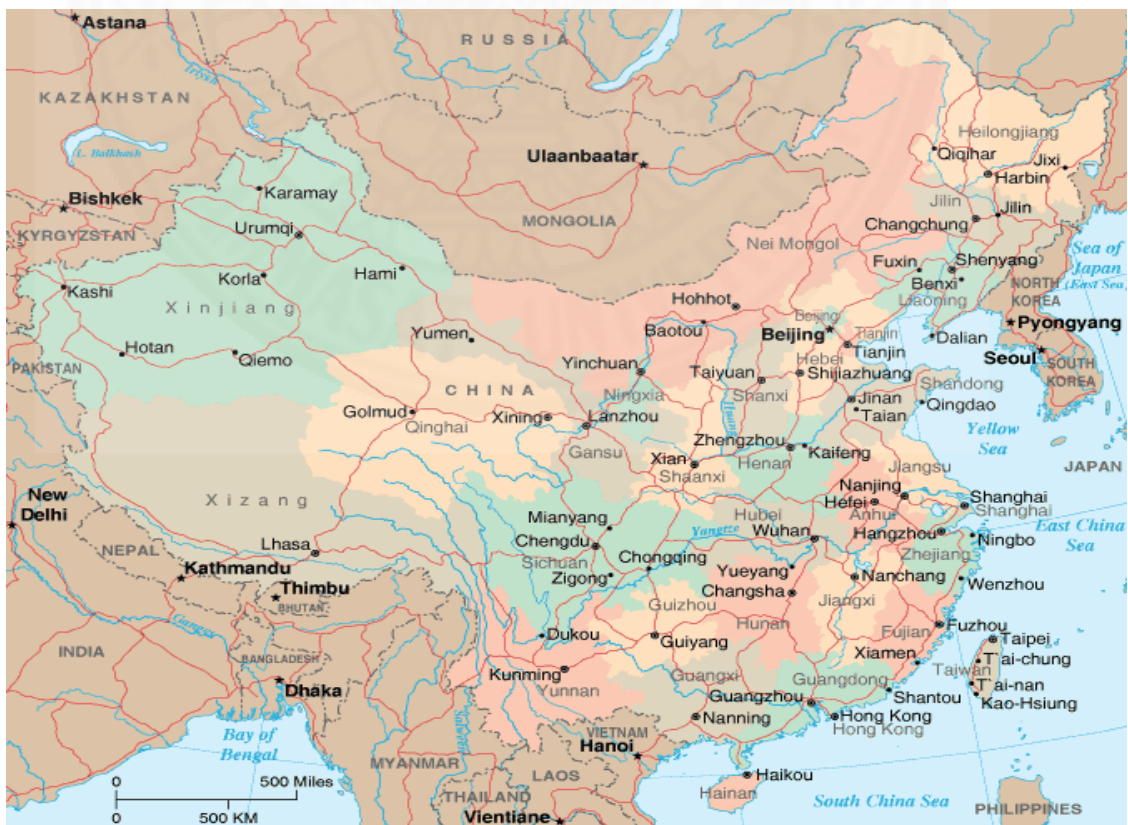 Astana
RUSSIA
KAZAKHSTAN
Irtysh
L. Balkhash
Ulaanbaatar
Heilongjiang
Qiqihar
Jixi
Harbin
Bishkek
Karamay
KYRGYZSTAN
MONGOLIA
Jilin
Jilin
Changchung
Urumqi
Nei Mongol
Sea of
Japan
(East Sea)
Korla
Hami
Fuxin
Shenyang
Benxi
NORTH
KOREA
Kashi
Xinjiang
Hohhot
Liaoning
Baotou
Beijing
Beijing
Pyongyang
Yumen
Tianjin
Tianjin
Dalian
Hotan
Qiemo
Seoul
PAKISTAN
Yinchuan
Taiyuan
Hebei
Shijiazhuang
SOUTH
KOREA
CHINA
Ningxia
Shanxi
Shandong
Golmud
Qinghai
Xining
Lanzhou
Huang
Jinan
Taian
Qingdao
Yellow
Sea
Gansu
Zhengzhou
Kaifeng
Henan
JAPAN
Xian
Shaanxi
Jiangsu
Xizang
Nanjing
Hefei
Anhui
Shanghai
Shanghai
New
Delhi
Mianyang
Hubei
Yangtze
Wuhan
Hangzhou
Ningbo
East China
Sea
NEPAL
Lhasa
Chengdu
Sichuan
Chongqing
Zhejiang
Kathmandu
Zigong
Yueyang
Nanchang
Wenzhou
Thimbu
BHUTAN
Changsha
Guizhou
Jiangxi
Ganga
Hunan
Fujian
Fuzhou
Dukou
Guiyang
Taipei
INDIA
BANGLADESH
Xiamen
T'ai-chung
Taiwan
Kunming
Yunnan
Guangxi
Guangdong
T'ai-nan
Kao-Hsiung
Dhaka
Guangzhou
Shantou
Nanning
Hong Kong
Hong Kong
Bay of
Bengal
VIETNAM
Hanoi
Salween
MYANMAR
LAOS
Haikou
Hainan
0 500 Miles
0 500 KM
THAILAND
Vientiane
South China Sea
PHILIPPINES